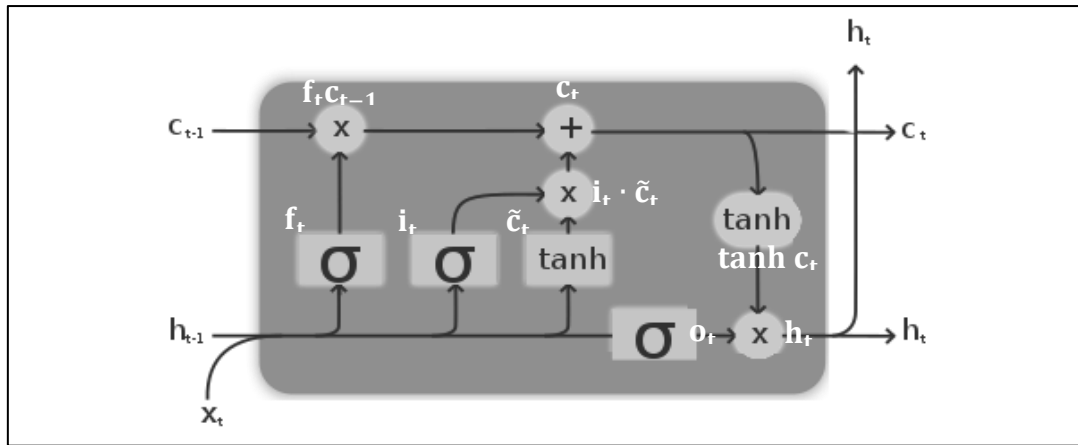 hₜ
fₜcₜ₋₁
cₜ
cₜ₋₁
x
+
cₜ
x
iₜ · c̃ₜ
fₜ
iₜ
c̃ₜ
tanh
σ
σ
tanh
tanh cₜ
hₜ₋₁
σ
oₜ
x
hₜ
hₜ
xₜ